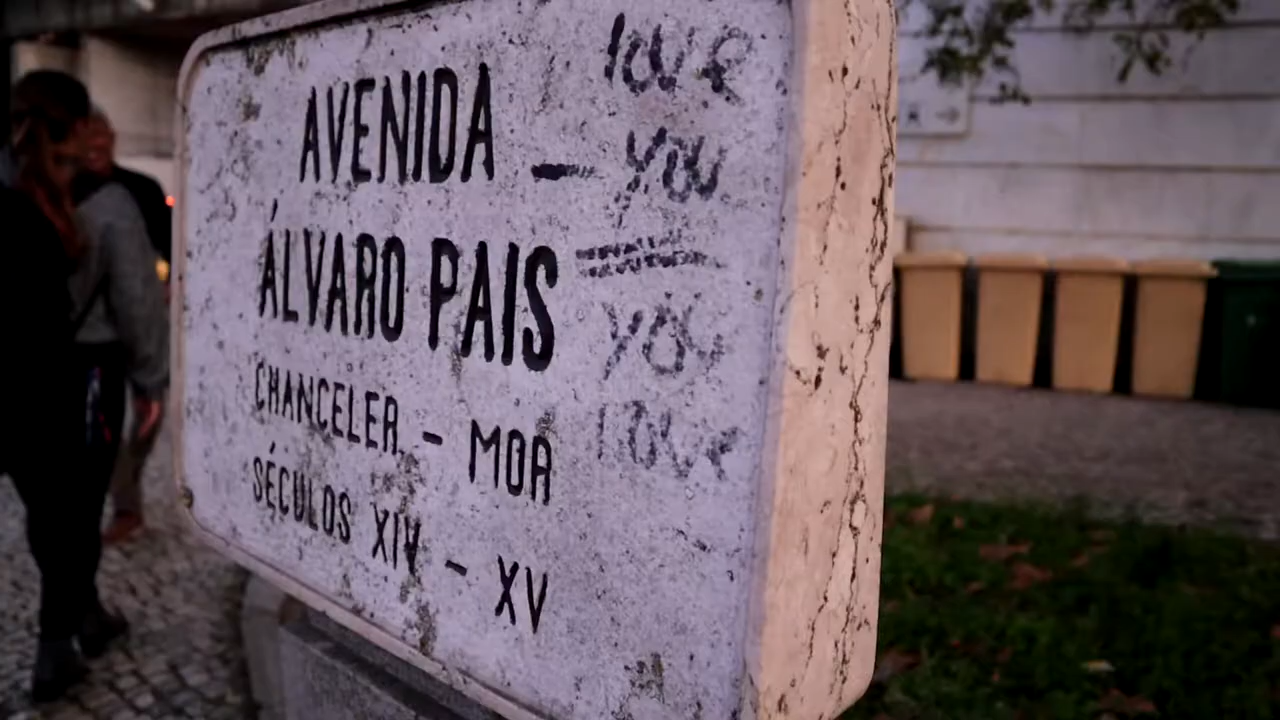 AVENIDA
ÁLVARO PAIS
CHANCELER - MOR
SÉCULOS XIV - XV
love
you
you
love